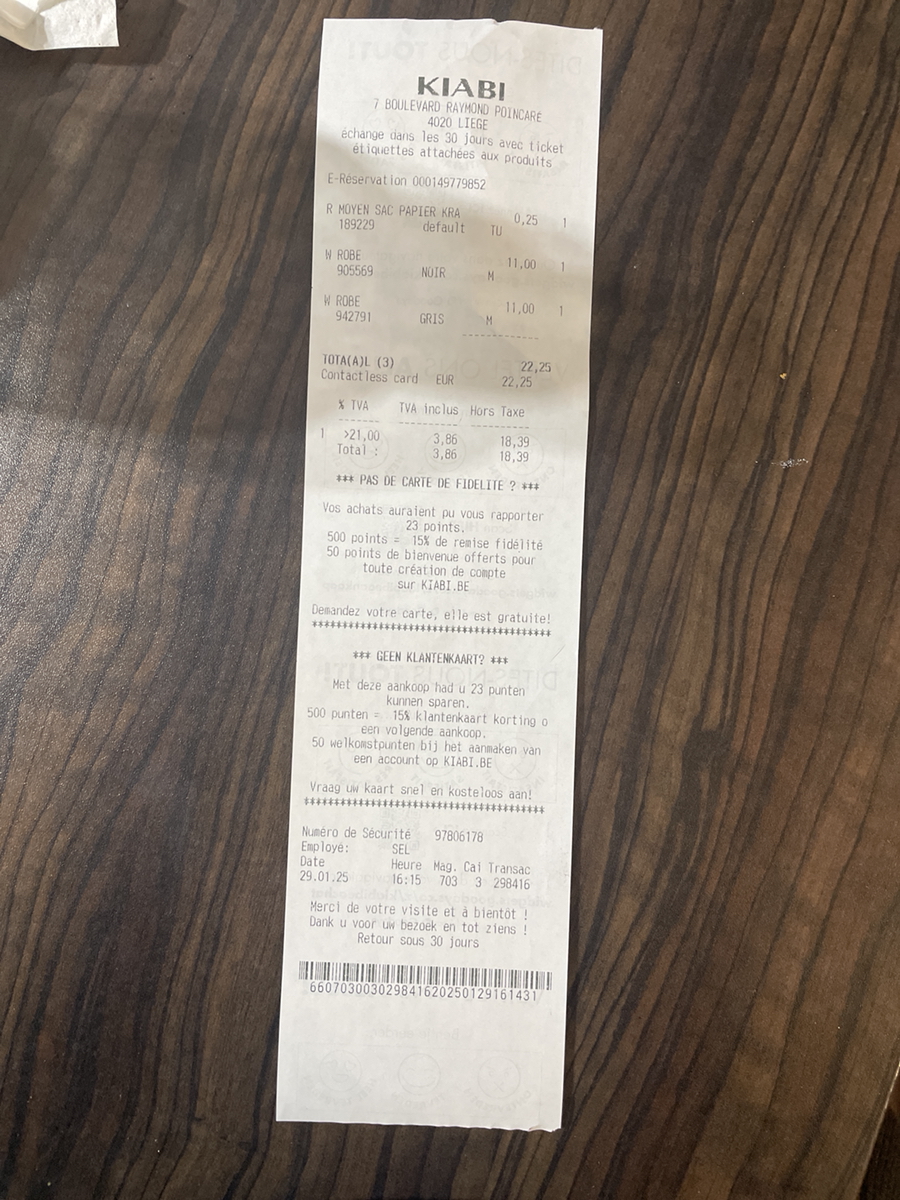 KIABI
7 BOULEVARD RAYMOND POINCARE
4020 LIEGE
échange dans les 30 jours avec ticket
étiquettes attachées aux produits
E-Réservation 000149779852
R MOYEN SAC PAPIER KRA 0,25 1
189229 default TU
W ROBE 11,00 1
905569 NOIR M
W ROBE 11,00 1
942791 GRIS M
TOTA(A)L (3) 22,25
Contactless card EUR 22,25
% TVA TVA inclus Hors Taxe
1 >21,00 3,86 18,39
Total : 3,86 18,39
*** PAS DE CARTE DE FIDELITE ? ***
Vos achats auraient pu vous rapporter
23 points.
500 points = 15% de remise fidélité
50 points de bienvenue offerts pour
toute création de compte
sur KIABI.BE
Demandez votre carte, elle est gratuite!
***************************************
*** GEEN KLANTENKAART? ***
Met deze aankoop had u 23 punten
kunnen sparen.
500 punten = 15% klantenkaart korting o
een volgende aankoop.
50 welkomstpunten bij het aanmaken van
een account op KIABI.BE
Vraag uw kaart snel en kosteloos aan!
***************************************
Numéro de Sécurité 97806178
Employé: SEL
Date Heure Mag. Cai Transac
29.01.25 16:15 703 3 298416
Merci de votre visite et à bientôt !
Dank u voor uw bezoek en tot ziens !
Retour sous 30 jours
660703003029841620250129161431